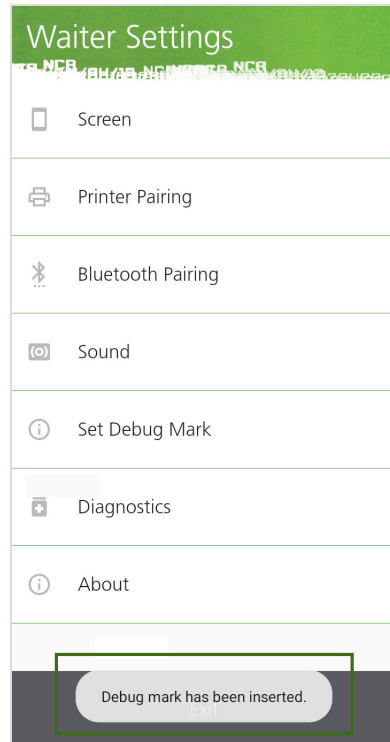 Waiter Settings
Screen
Printer Pairing
Bluetooth Pairing
Sound
Set Debug Mark
Diagnostics
About
Debug mark has been inserted.
Exit